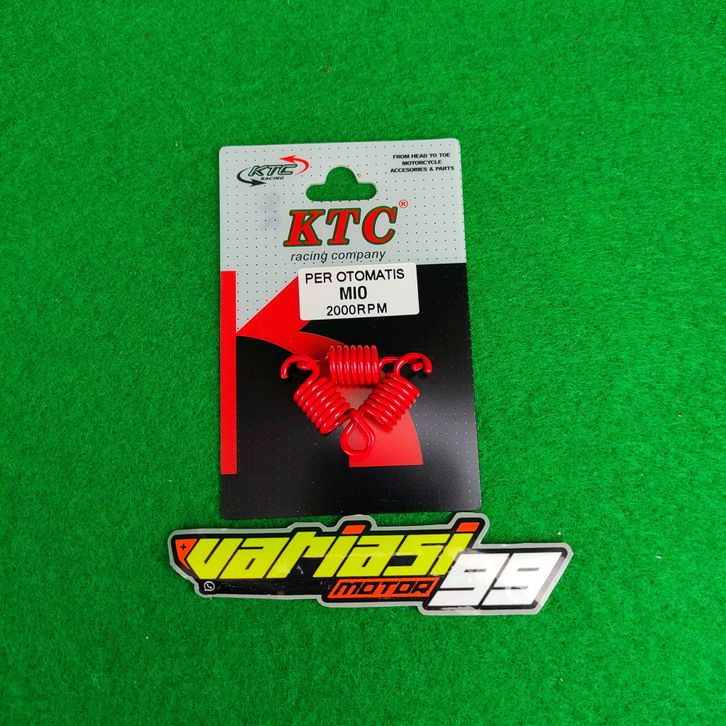 KTC
RACING
FROM HEAD TO TOE
MOTORCYCLE
ACCESORIES & PARTS
KTC®
racing company
PER OTOMATIS
MIO
2000RPM
variasi
MOTOR
99